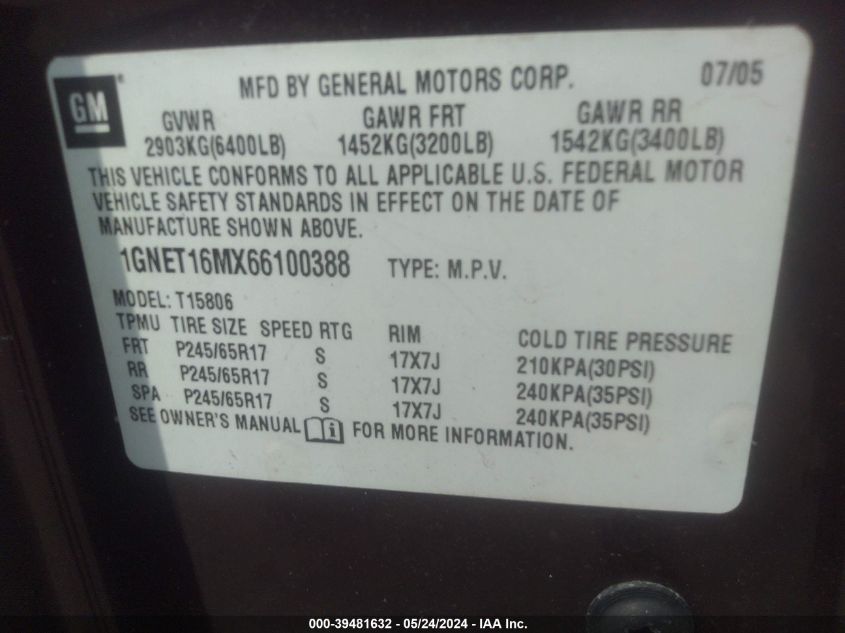 MFD BY GENERAL MOTORS CORP. 07/05
GM
GVWR GAWR FRT GAWR RR
2903KG(6400LB) 1452KG(3200LB) 1542KG(3400LB)
THIS VEHICLE CONFORMS TO ALL APPLICABLE U.S. FEDERAL MOTOR
VEHICLE SAFETY STANDARDS IN EFFECT ON THE DATE OF
MANUFACTURE SHOWN ABOVE.
1GNET16MX66100388 TYPE: M.P.V.
MODEL: T15806
TPMU TIRE SIZE SPEED RTG RIM COLD TIRE PRESSURE
FRT P245/65R17 S 17X7J 210KPA(30PSI)
RR P245/65R17 S 17X7J 240KPA(35PSI)
SPA P245/65R17 S 17X7J 240KPA(35PSI)
SEE OWNER'S MANUAL i FOR MORE INFORMATION.
000-39481632 - 05/24/2024 - IAA Inc.